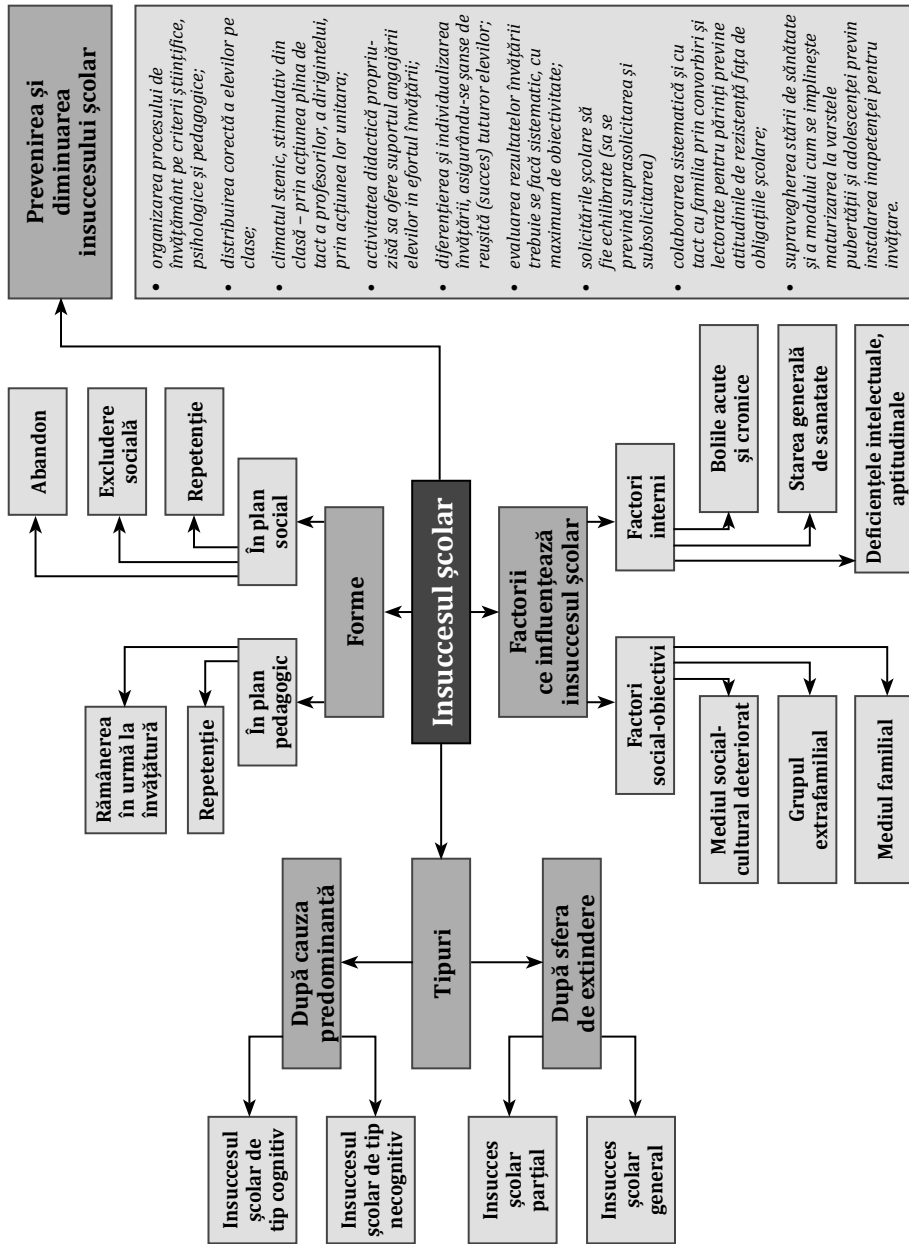 Insuccesul școlar
Tipuri
După cauza
predominantă
Insuccesul
școlar de
tip cognitiv
Insuccesul
școlar de tip
necognitiv
După sfera
de extindere
Insucces
școlar
parțial
Insucces
școlar
general
Forme
În plan
pedagogic
Rămânerea
în urmă la
învățătură
Repetenție
În plan
social
Abandon
Excludere
socială
Repetenție
Factorii
ce influențează
insuccesul școlar
Factori
social-obiectivi
Mediul social-
cultural deteriorat
Grupul
extrafamilial
Mediul familial
Factori
interni
Bolile acute
și cronice
Starea generală
de sanatate
Deficiențele intelectuale,
aptitudinale
Prevenirea și
diminuarea
insuccesului școlar
• organizarea procesului de
învățământ pe criterii științifice,
psihologice și pedagogice;
• distribuirea corectă a elevilor pe
clase;
• climatul stenic, stimulativ din
clasă – prin acțiunea plina de
tact a profesorilor, a dirigintelui,
prin acțiunea lor unitara;
• activitatea didactică propriu-
zisă sa ofere suportul angajării
elevilor in efortul învățării;
• diferențierea și individualizarea
învățării, asigurându-se șanse de
reușită (succes) tuturor elevilor;
• evaluarea rezultatelor învățării
trebuie se facă sistematic, cu
maximum de obiectivitate;
• solicitările școlare să
fie echilibrate (sa se
prevină suprasolicitarea și
subsolicitarea)
• colaborarea sistematică și cu
tact cu familia prin convorbiri și
lectorate pentru părinți previne
atitudinile de rezistență fața de
obligațiile școlare;
• supravegherea stării de sănătate
și a modului cum se implinește
maturizarea la varstele
pubertății și adolescenței previn
instalarea inapetenței pentru
invățare.